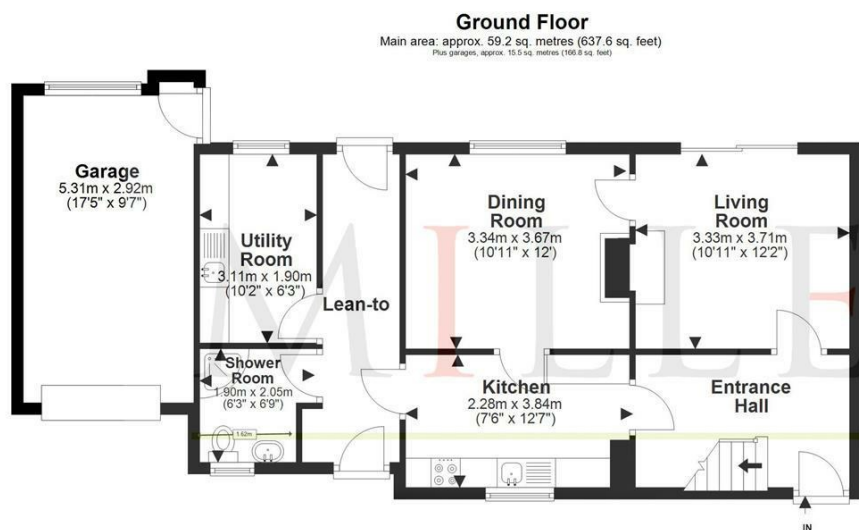 Ground Floor
Main area: approx. 59.2 sq. metres (637.6 sq. feet)
Plus garages, approx. 15.5 sq. metres (166.8 sq. feet)
Garage
5.31m x 2.92m
(17'5" x 9'7")
Utility
Room
3.11m x 1.90m
(10'2" x 6'3")
Lean-to
Dining
Room
3.34m x 3.67m
(10'11" x 12')
Living
Room
3.33m x 3.71m
(10'11" x 12'2")
Shower
Room
1.90m x 2.05m
(6'3" x 6'9")
1.62m
Kitchen
2.28m x 3.84m
(7'6" x 12'7")
Entrance
Hall
IN
MILLE